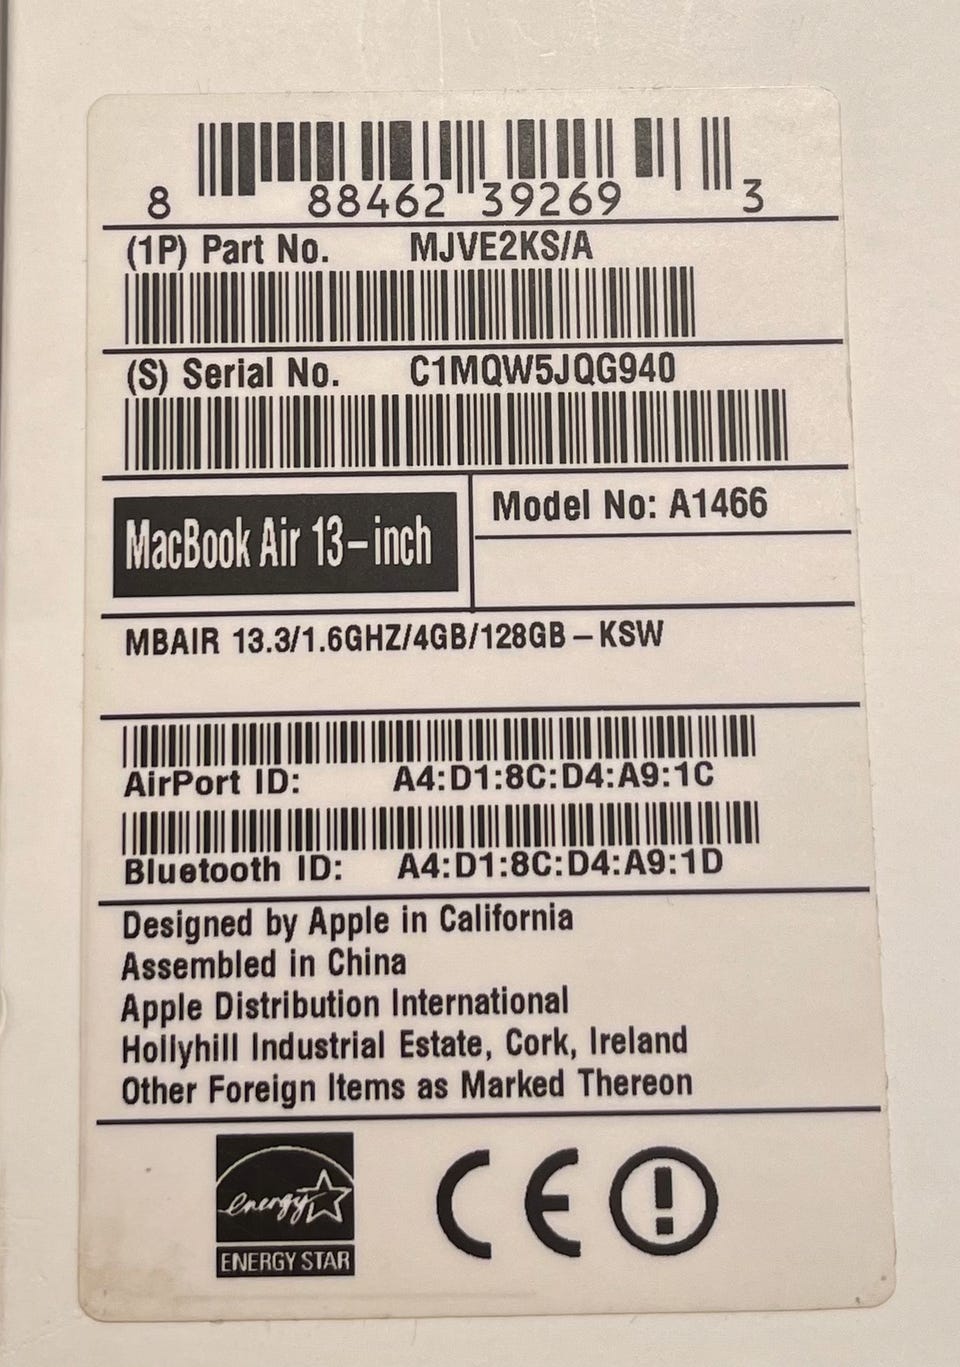 8 88462 39269 3
(1P) Part No. MJVE2KS/A
(S) Serial No. C1MQW5JQG940
MacBook Air 13-inch
Model No: A1466
MBAIR 13.3/1.6GHZ/4GB/128GB-KSW
AirPort ID: A4:D1:8C:D4:A9:1C
Bluetooth ID: A4:D1:8C:D4:A9:1D
Designed by Apple in California
Assembled in China
Apple Distribution International
Hollyhill Industrial Estate, Cork, Ireland
Other Foreign Items as Marked Thereon
energy
ENERGY STAR
CE